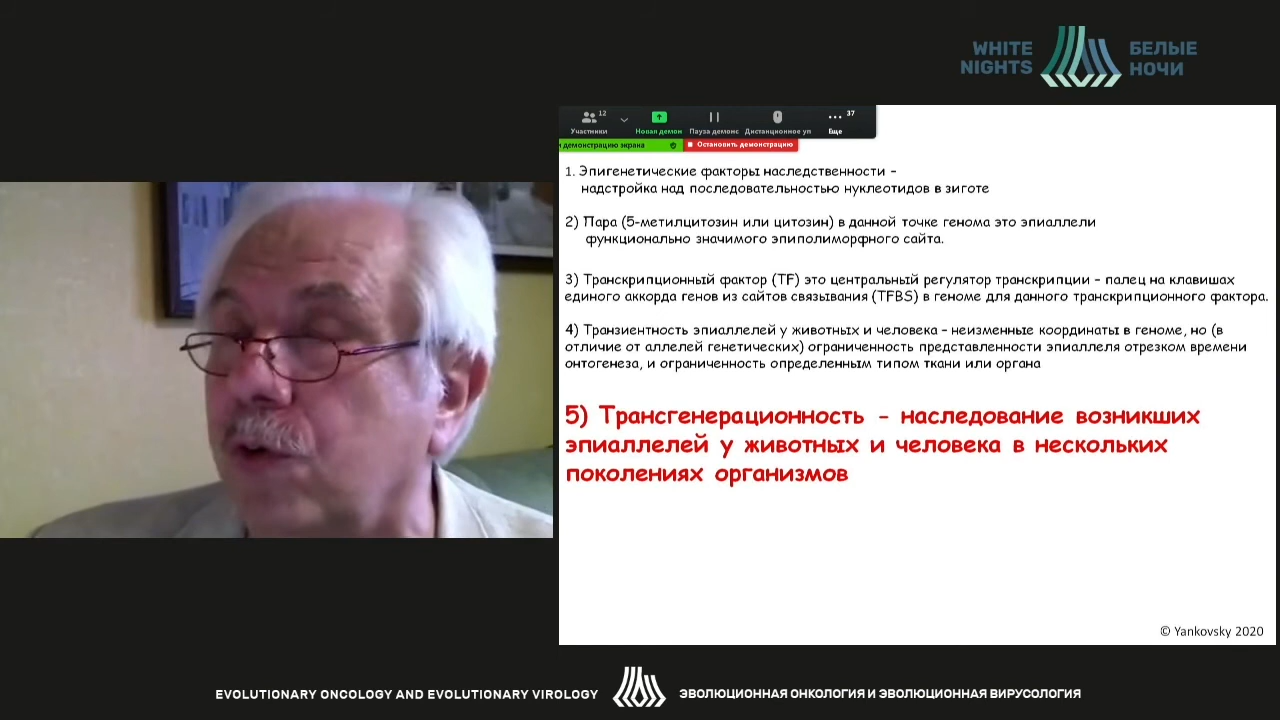 WHITE
NIGHTS
БЕЛЫЕ
НОЧИ
12
37
Участники
Новая демон
Пауза демонс
Дистанционное уп
Еще
демонстрацию экрана
Остановить демонстрацию
1. Эпигенетические факторы наследственности –
надстройка над последовательностью нуклеотидов в зиготе
2) Пара (5-метилцитозин или цитозин) в данной точке генома это эпиаллели
функционально значимого эпиполиморфного сайта.
3) Транскрипционный фактор (TF) это центральный регулятор транскрипции – палец на клавишах
единого аккорда генов из сайтов связывания (TFBS) в геноме для данного транскрипционного фактора.
4) Транзиентность эпиаллелей у животных и человека – неизменные координаты в геноме, но (в
отличие от аллелей генетических) ограниченность представленности эпиаллеля отрезком времени
онтогенеза, и ограниченность определенным типом ткани или органа
5) Трансгенерационность – наследование возникших
эпиаллелей у животных и человека в нескольких
поколениях организмов
© Yankovsky 2020
EVOLUTIONARY ONCOLOGY AND EVOLUTIONARY VIROLOGY
ЭВОЛЮЦИОННАЯ ОНКОЛОГИЯ И ЭВОЛЮЦИОННАЯ ВИРУСОЛОГИЯ